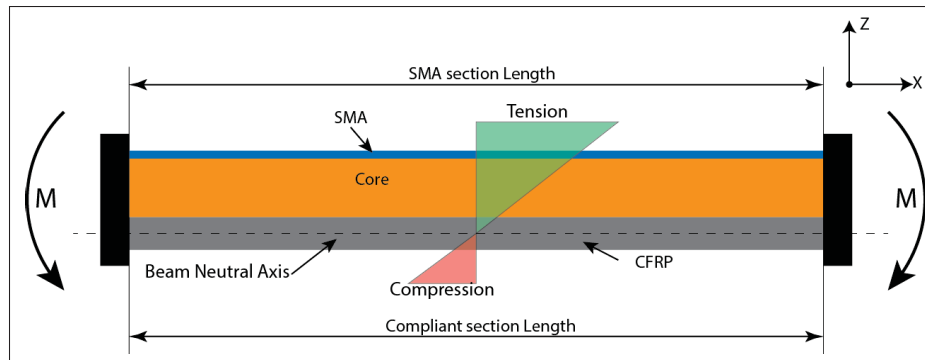 Z
X
SMA section Length
Tension
SMA
Core
M
M
Beam Neutral Axis
CFRP
Compression
Compliant section Length